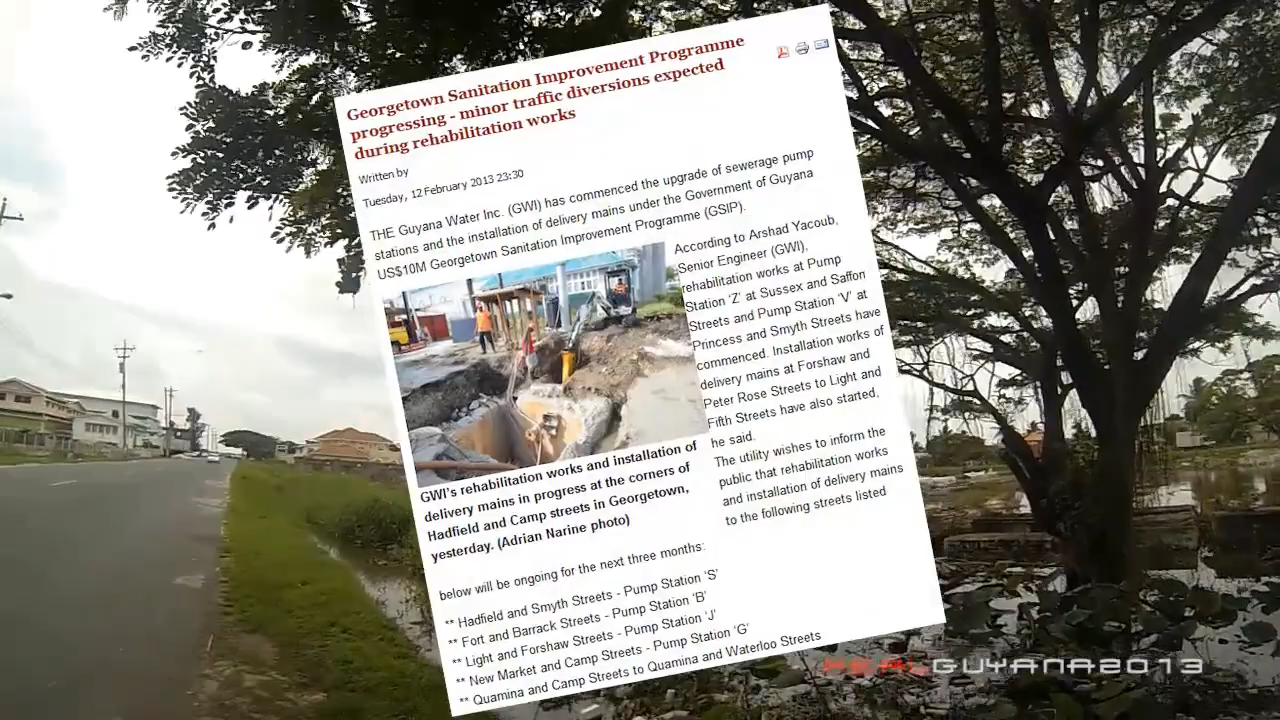 Georgetown Sanitation Improvement Programme
progressing - minor traffic diversions expected
during rehabilitation works
Written by
Tuesday, 12 February 2013 23:30
THE Guyana Water Inc. (GWI) has commenced the upgrade of sewerage pump
stations and the installation of delivery mains under the Government of Guyana
US$10M Georgetown Sanitation Improvement Programme (GSIP).
According to Arshad Yacoub,
Senior Engineer (GWI),
rehabilitation works at Pump
Station ‘Z’ at Sussex and Saffon
Streets and Pump Station ‘V’ at
Princess and Smyth Streets have
commenced. Installation works of
delivery mains at Forshaw and
Peter Rose Streets to Light and
Fifth Streets have also started,
he said.
The utility wishes to inform the
public that rehabilitation works
and installation of delivery mains
to the following streets listed
GWI’s rehabilitation works and installation of
delivery mains in progress at the corners of
Hadfield and Camp streets in Georgetown,
yesterday. (Adrian Narine photo)
below will be ongoing for the next three months:
** Hadfield and Smyth Streets - Pump Station ‘S’
** Fort and Barrack Streets - Pump Station ‘B’
** Light and Forshaw Streets - Pump Station ‘J’
** New Market and Camp Streets - Pump Station ‘G’
** Quamina and Camp Streets to Quamina and Waterloo Streets
REAL GUYANA2013